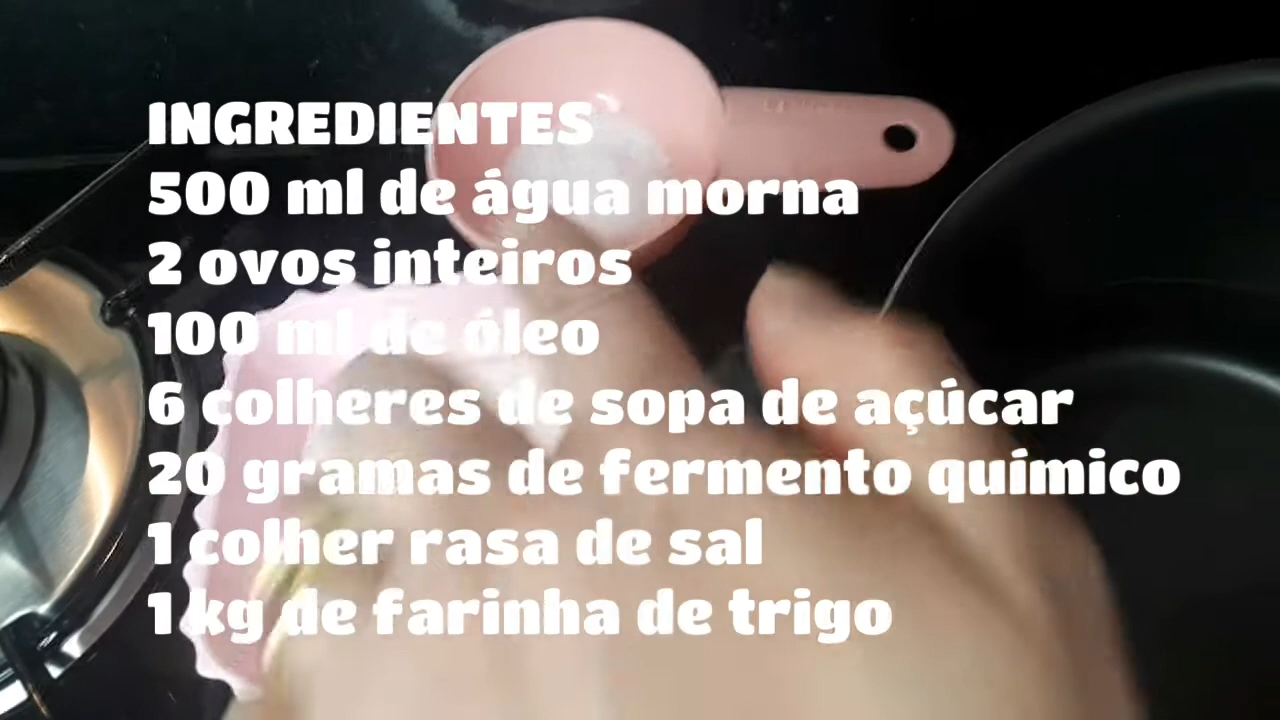 INGREDIENTES
500 ml de água morna
2 ovos inteiros
100 ml de óleo
6 colheres de sopa de açúcar
20 gramas de fermento químico
1 colher rasa de sal
1 kg de farinha de trigo